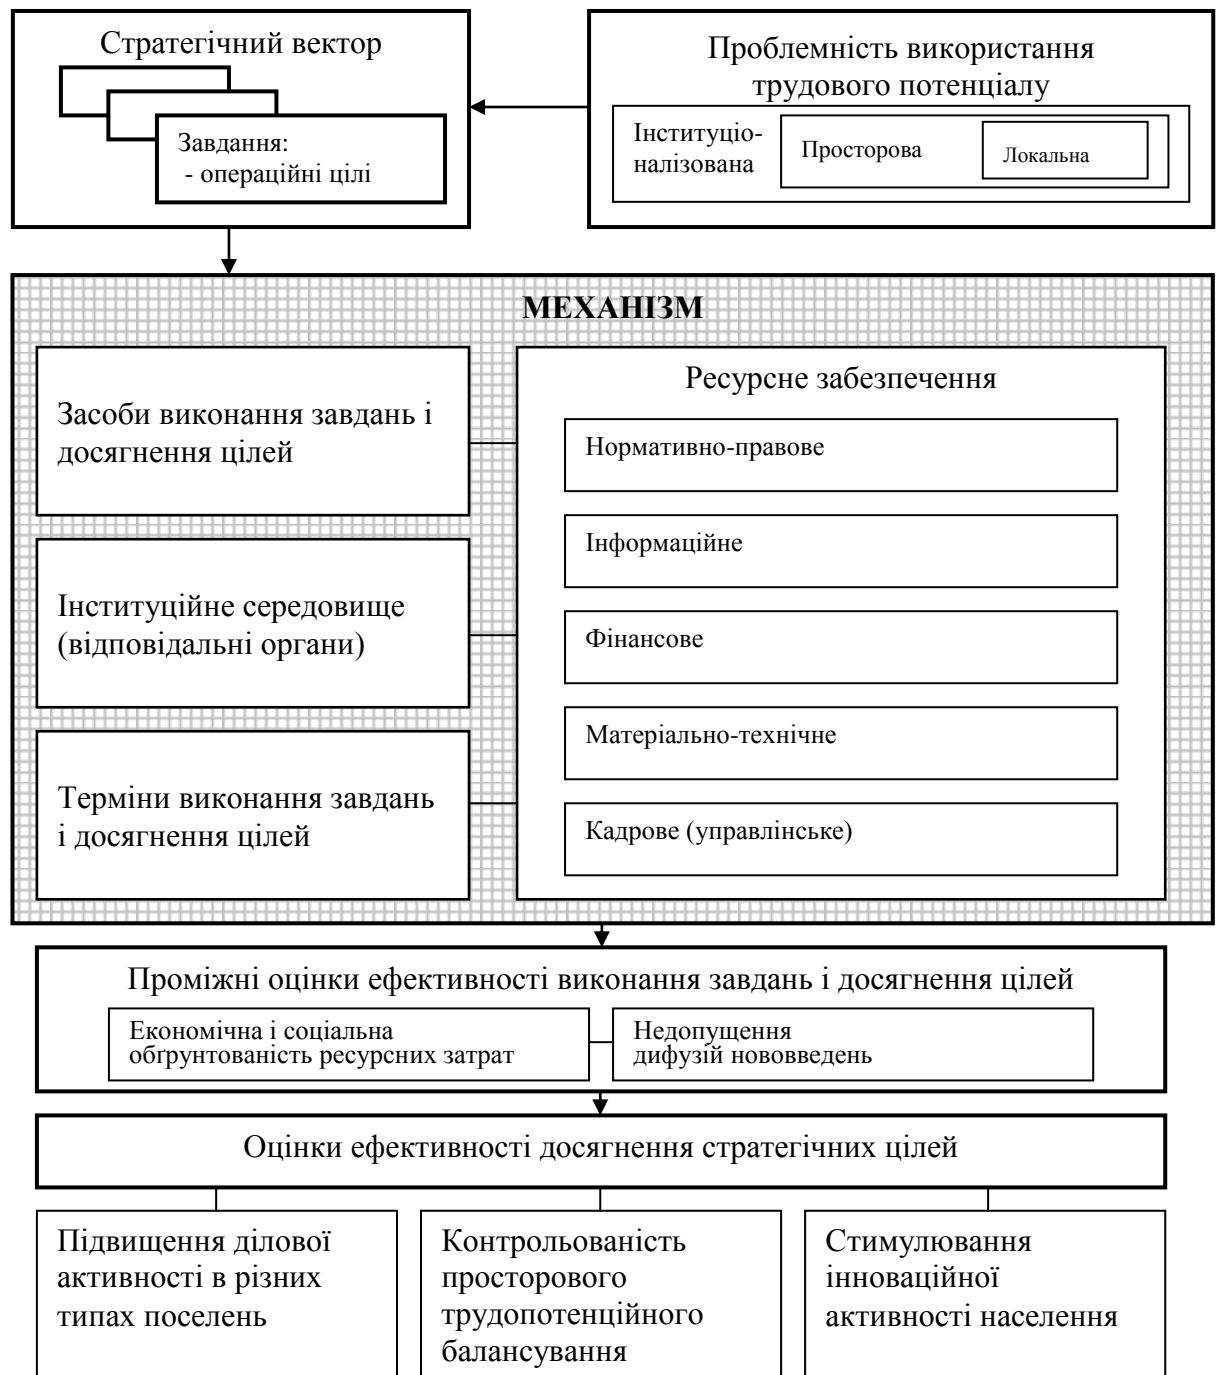 Стратегічний вектор
Завдання:
- операційні цілі
Проблемність використання
трудового потенціалу
Інституціо-
налізована
Просторова
Локальна
МЕХАНІЗМ
Засоби виконання завдань і
досягнення цілей
Інституційне середовище
(відповідальні органи)
Терміни виконання завдань
і досягнення цілей
Ресурсне забезпечення
Нормативно-правове
Інформаційне
Фінансове
Матеріально-технічне
Кадрове (управлінське)
Проміжні оцінки ефективності виконання завдань і досягнення цілей
Економічна і соціальна
обґрунтованість ресурсних затрат
Недопущення
дифузій нововведень
Оцінки ефективності досягнення стратегічних цілей
Підвищення ділової
активності в різних
типах поселень
Контрольованість
просторового
трудопотенційного
балансування
Стимулювання
інноваційної
активності населення